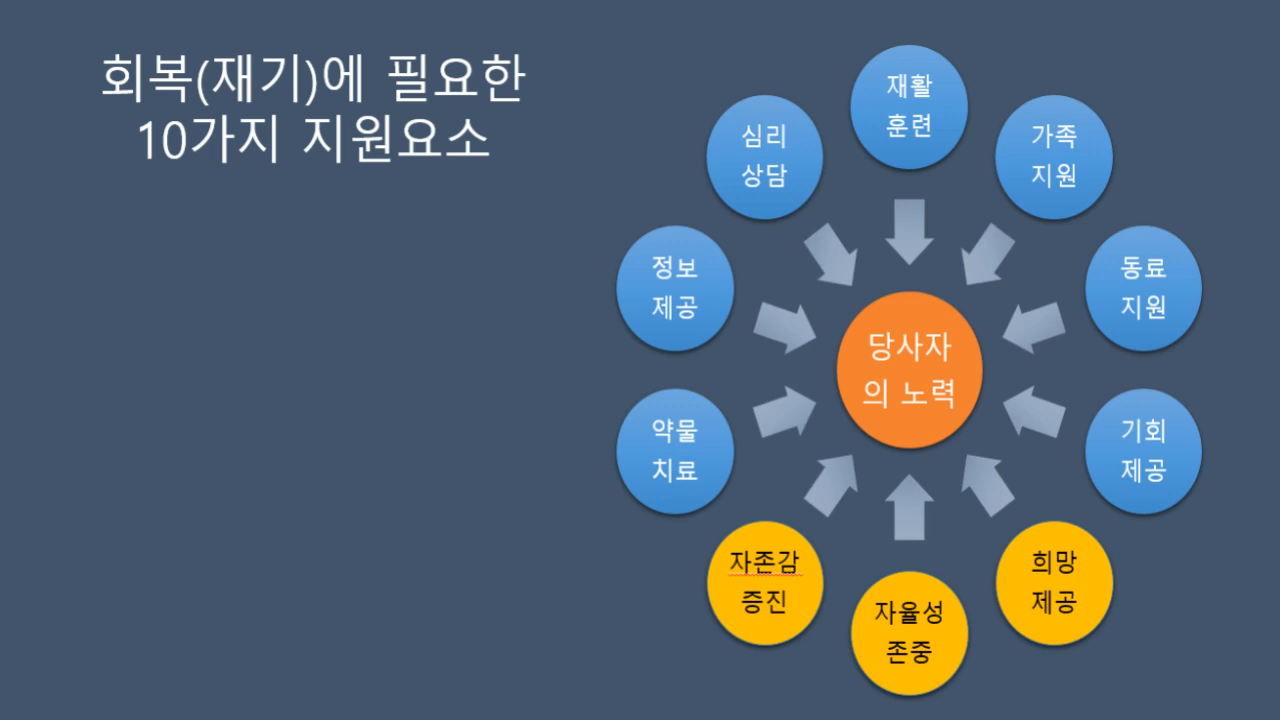 회복(재기)에 필요한
10가지 지원요소
재활
훈련
가족
지원
동료
지원
기회
제공
희망
제공
자율성
존중
자존감
증진
약물
치료
정보
제공
심리
상담
당사자
의 노력